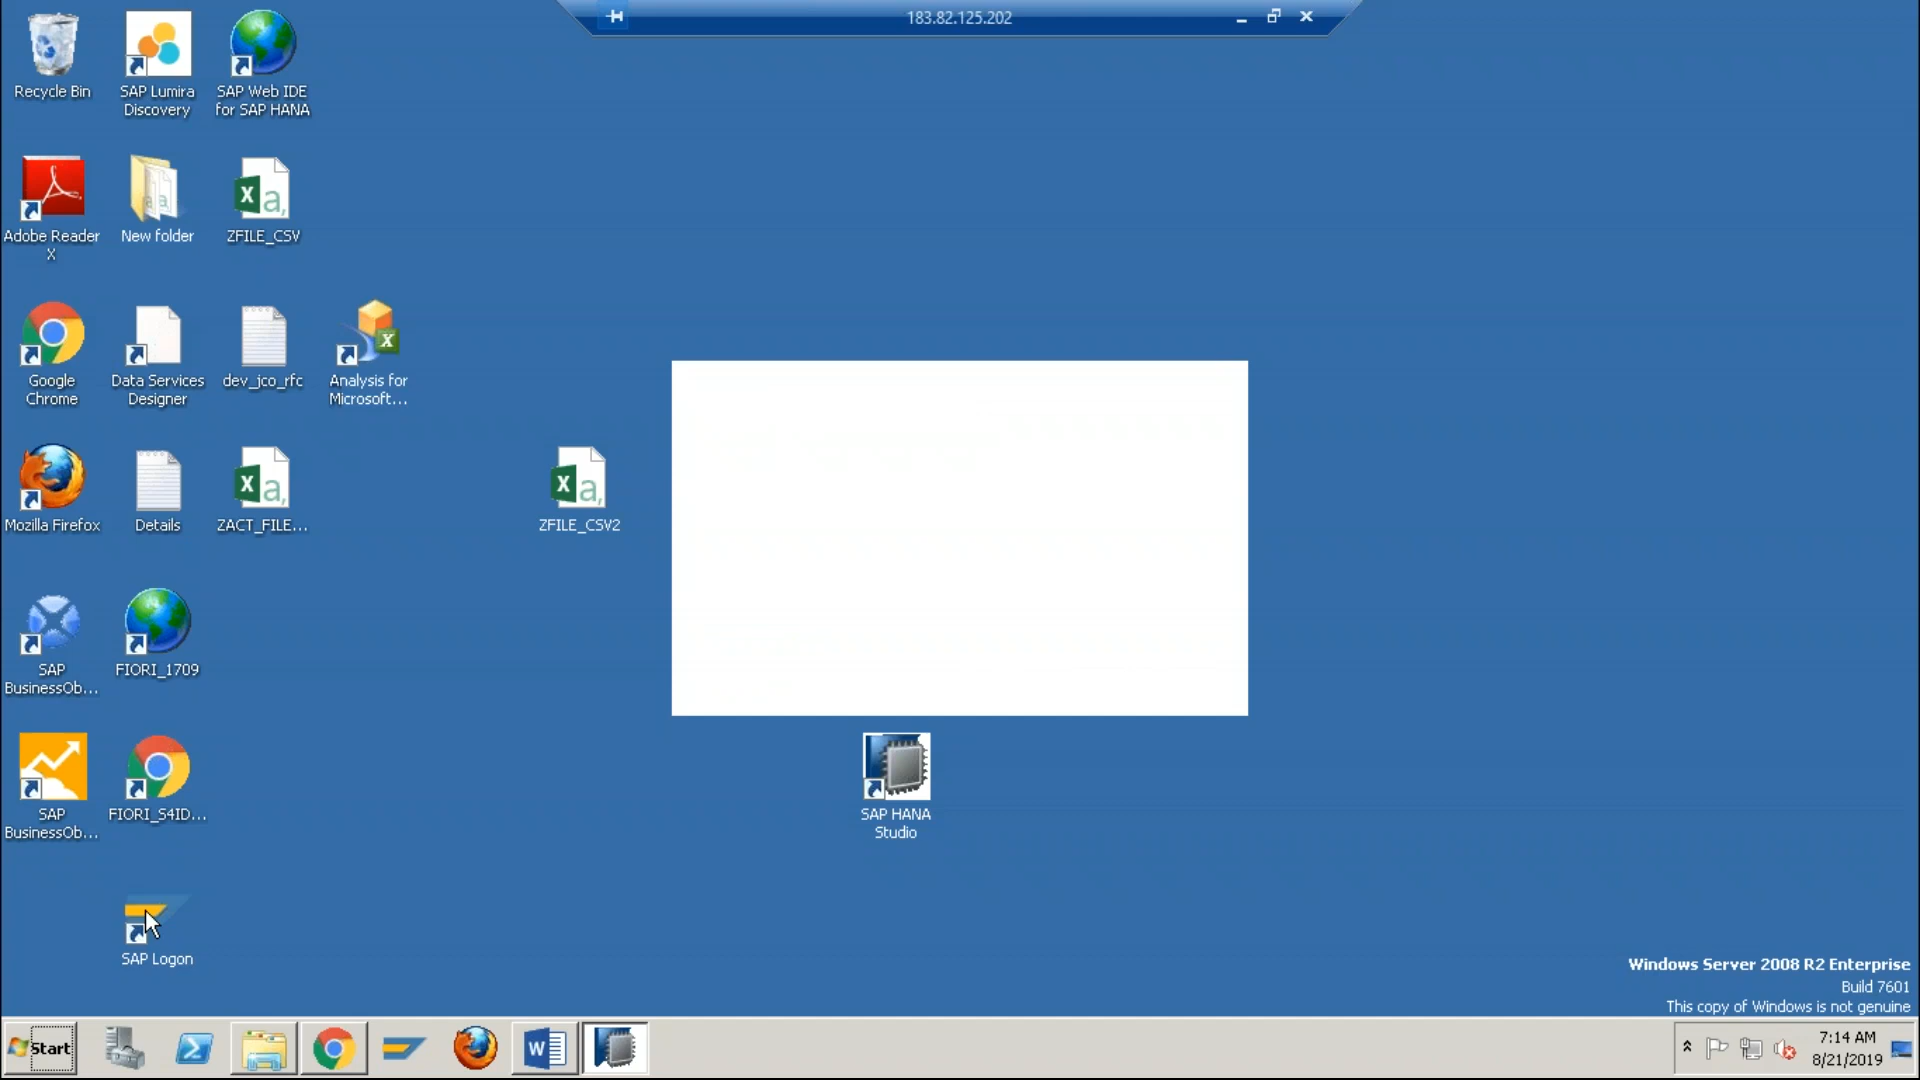 183.82.125.202
Recycle Bin
SAP Lumira
Discovery
SAP Web IDE
for SAP HANA
Adobe Reader
X
New folder
ZFILE_CSV
Google
Chrome
Data Services
Designer
dev_jco_rfc
Analysis for
Microsoft...
Mozilla Firefox
Details
ZACT_FILE...
ZFILE_CSV2
SAP
BusinessOb...
FIORI_1709
SAP
BusinessOb...
FIORI_S4ID...
SAP HANA
Studio
SAP Logon
Windows Server 2008 R2 Enterprise
Build 7601
This copy of Windows is not genuine
Start
7:14 AM
8/21/2019